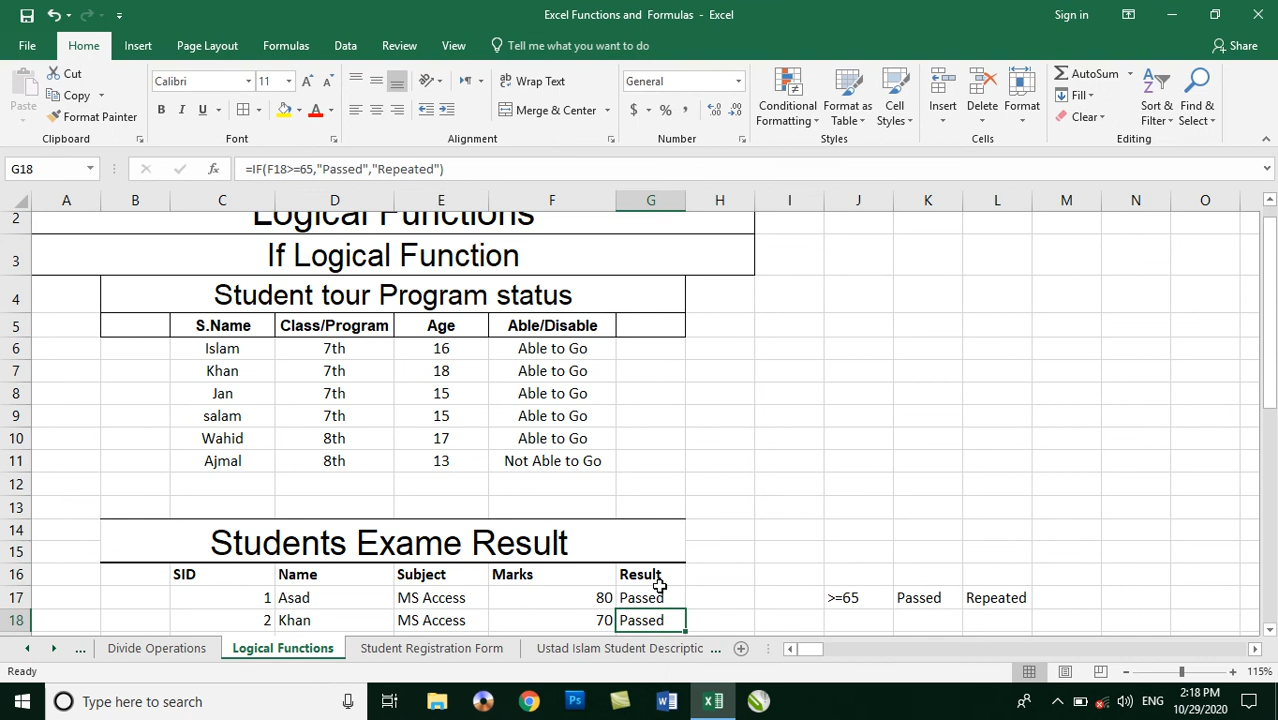 Excel Functions and Formulas - Excel
Sign in
File Home Insert Page Layout Formulas Data Review View Tell me what you want to do Share
Paste
Cut
Copy
Format Painter
Clipboard
Calibri 11
B I U
Font
Wrap Text
Merge & Center
Alignment
General
$ % ,
Number
Conditional Formatting
Format as Table
Cell Styles
Styles
Insert Delete Format
Cells
AutoSum
Fill
Clear
Sort & Filter
Find & Select
Editing
G18 fx =IF(F18>=65,"Passed","Repeated")
A B C D E F G H I J K L M N O
2 Logical Functions
3 If Logical Function
4 Student tour Program status
5 S.Name Class/Program Age Able/Disable
6 Islam 7th 16 Able to Go
7 Khan 7th 18 Able to Go
8 Jan 7th 15 Able to Go
9 salam 7th 15 Able to Go
10 Wahid 8th 17 Able to Go
11 Ajmal 8th 13 Not Able to Go
12
13
14 Students Exame Result
15
16 SID Name Subject Marks Result
17 1 Asad MS Access 80 Passed >=65 Passed Repeated
18 2 Khan MS Access 70 Passed
... Divide Operations Logical Functions Student Registration Form Ustad Islam Student Descriptic ...
Ready 115%
Type here to search
ENG
2:18 PM
10/29/2020